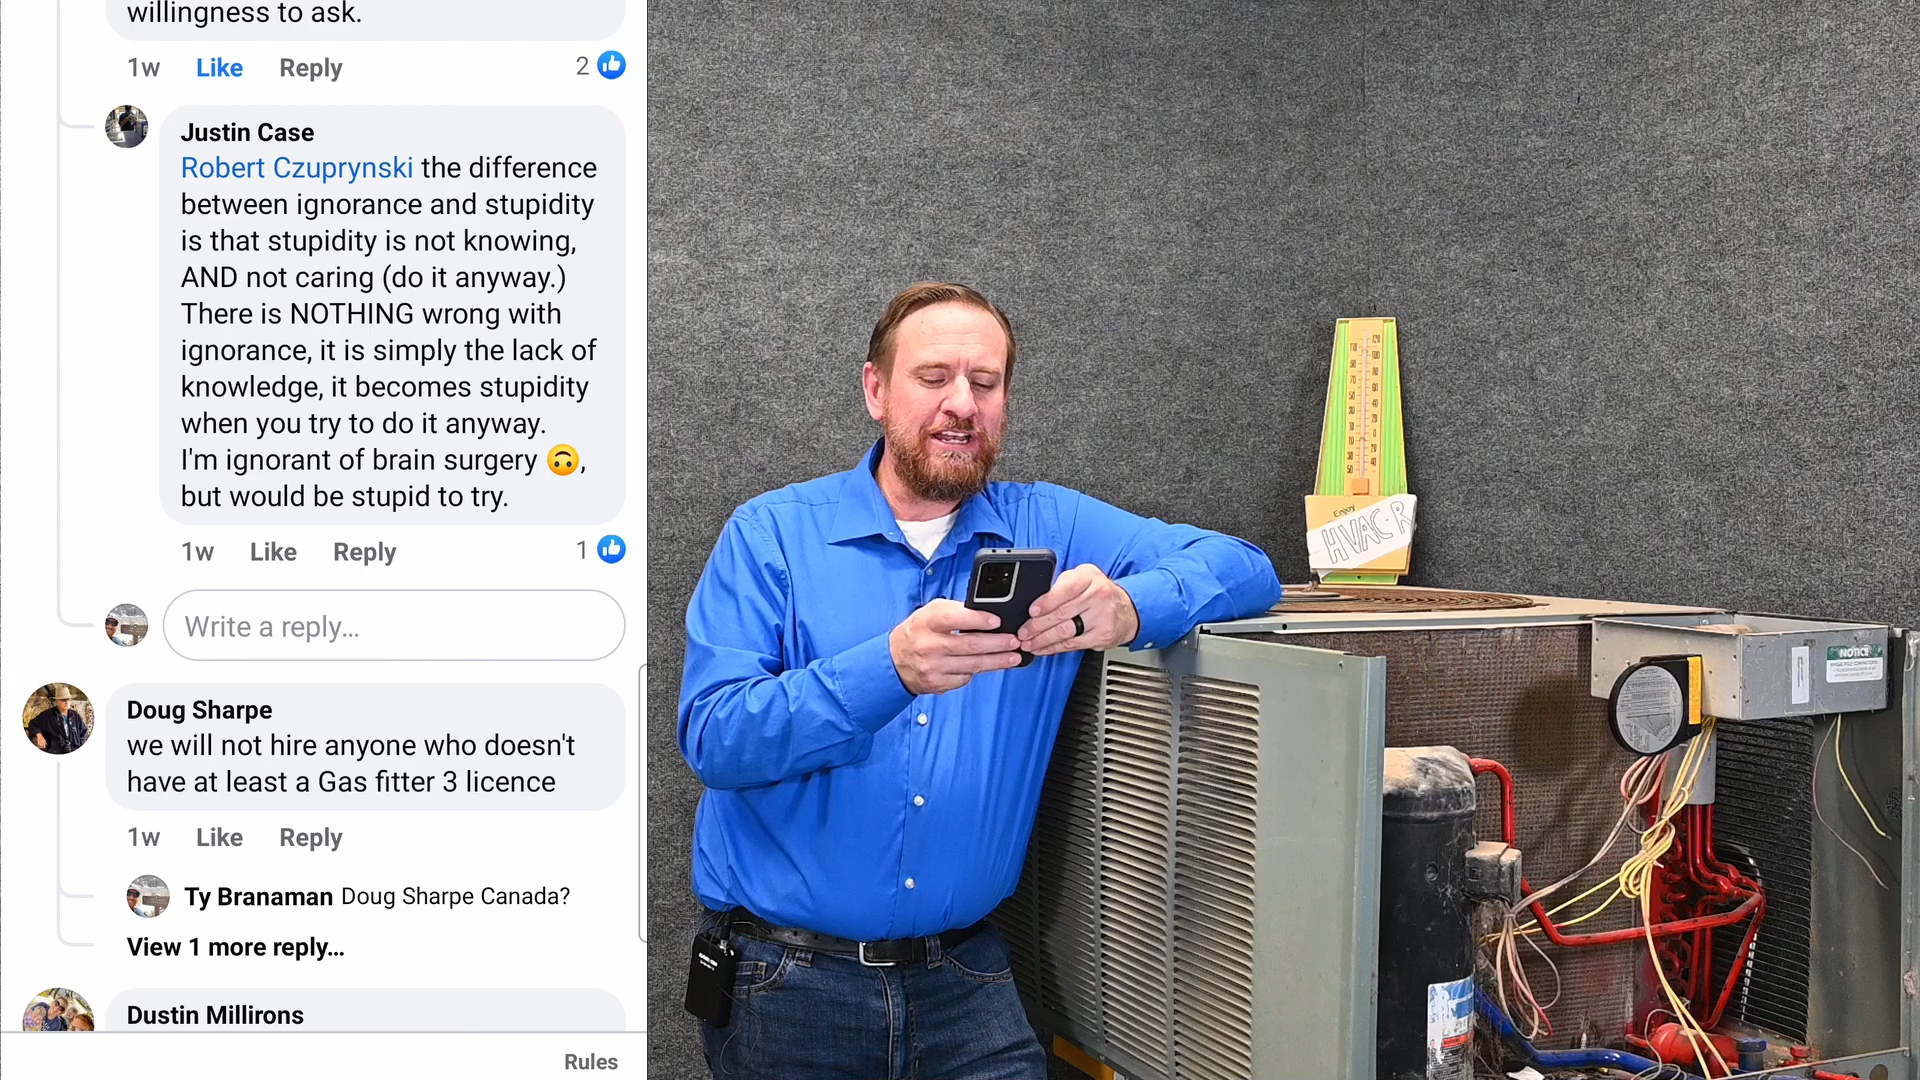 willingness to ask.
1w Like Reply 2
Justin Case
Robert Czuprynski the difference
between ignorance and stupidity
is that stupidity is not knowing,
AND not caring (do it anyway.)
There is NOTHING wrong with
ignorance, it is simply the lack of
knowledge, it becomes stupidity
when you try to do it anyway.
I'm ignorant of brain surgery 🙃,
but would be stupid to try.
1w Like Reply 1
Write a reply...
Doug Sharpe
we will not hire anyone who doesn't
have at least a Gas fitter 3 licence
1w Like Reply
Ty Branaman Doug Sharpe Canada?
View 1 more reply...
Dustin Millirons
Rules
Enjoy
HVAC-R
NOTICE